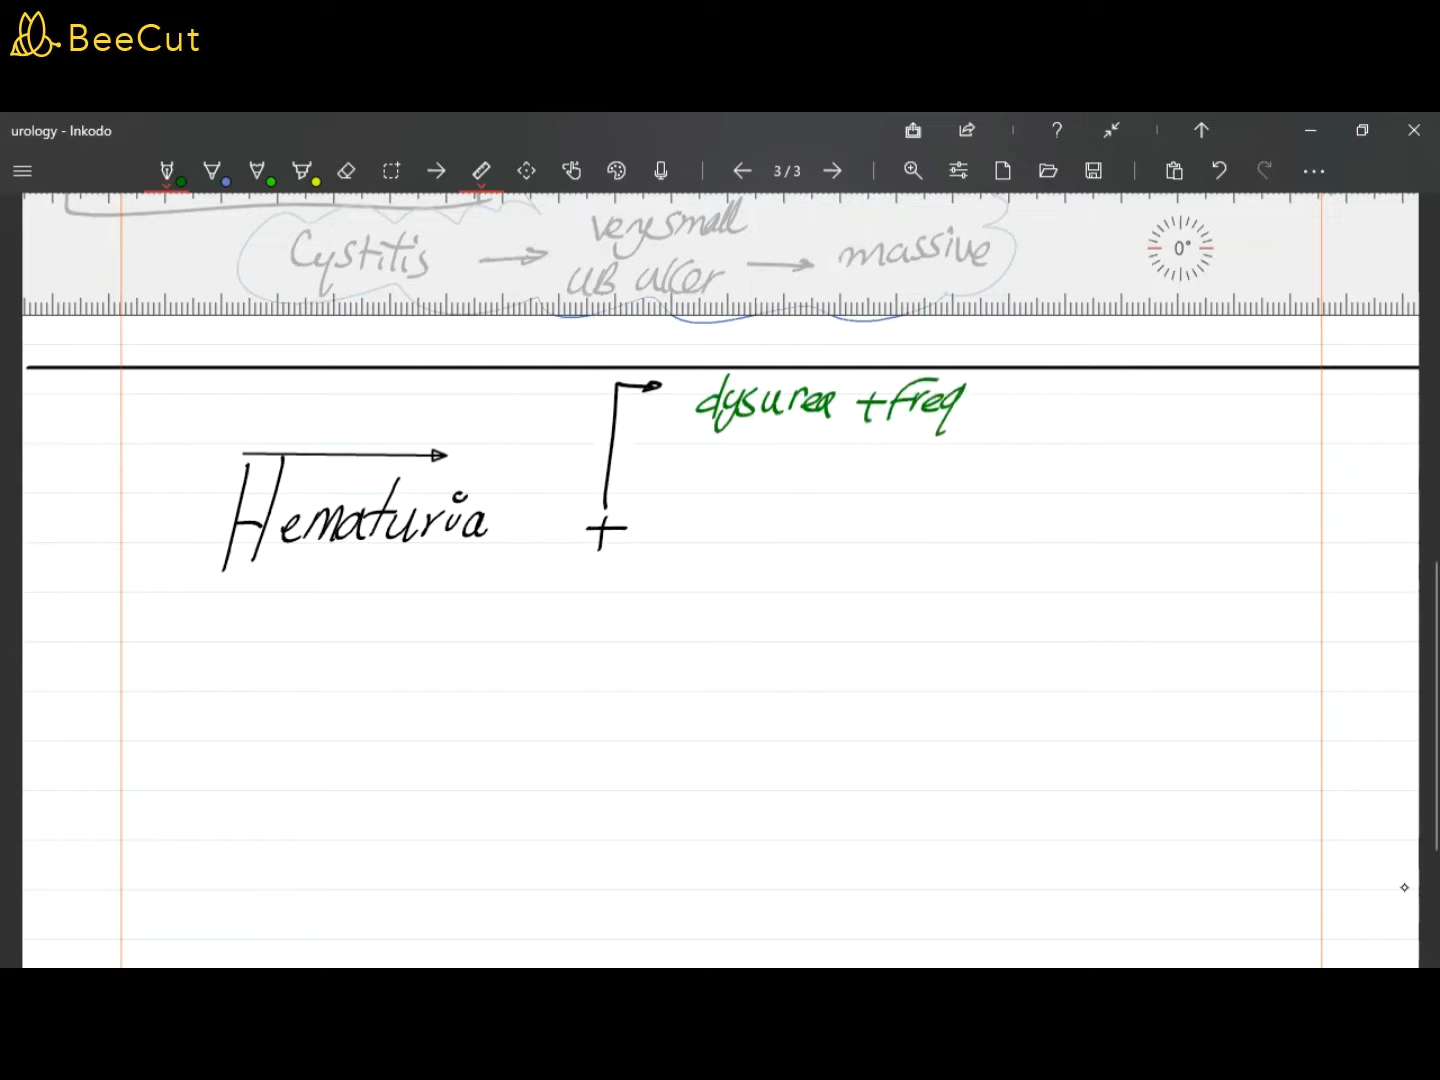 BeeCut
urology - Inkodo
3 / 3
very small
Cystitis → UB ulcer → massive
0°
dysurea + Freq
Hematuria +